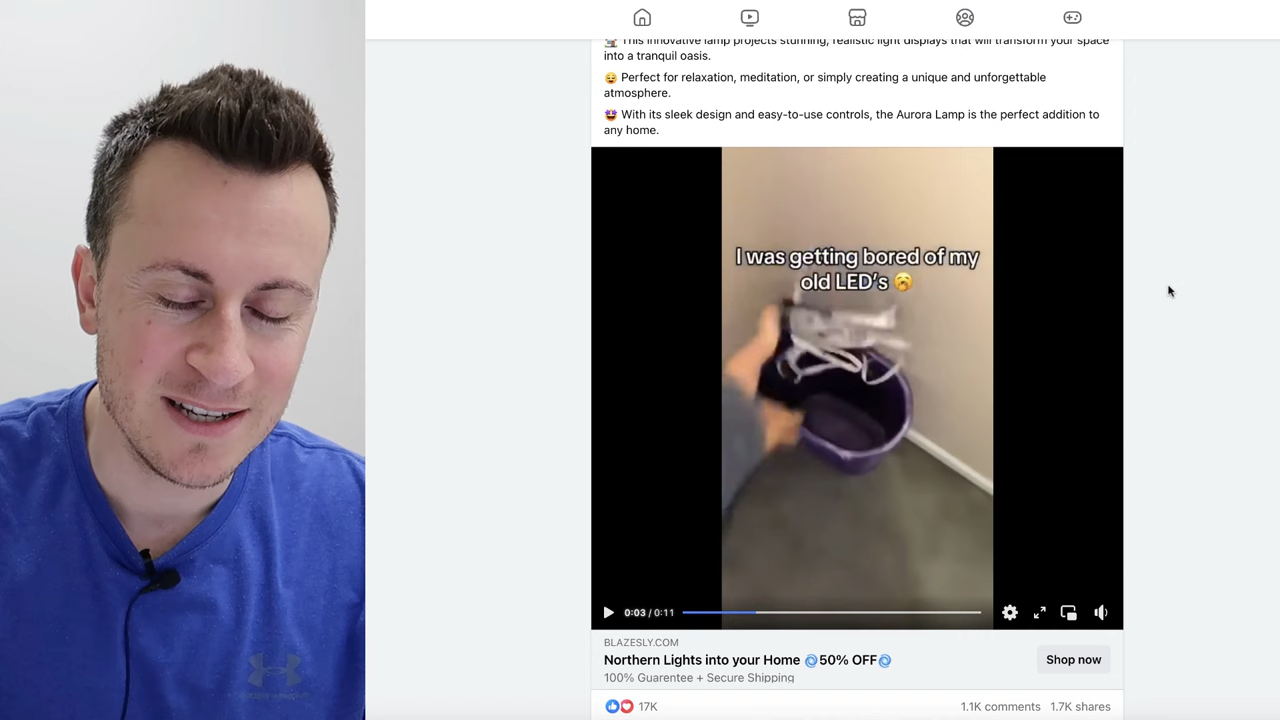 This innovative lamp projects stunning, realistic light displays that will transform your space
into a tranquil oasis.
😌 Perfect for relaxation, meditation, or simply creating a unique and unforgettable
atmosphere.
🤩 With its sleek design and easy-to-use controls, the Aurora Lamp is the perfect addition to
any home.
I was getting bored of my
old LED's 🥱
0:03 / 0:11
BLAZESLY.COM
Northern Lights into your Home 🌀50% OFF🌀
Shop now
100% Guarentee + Secure Shipping
17K
1.1K comments 1.7K shares